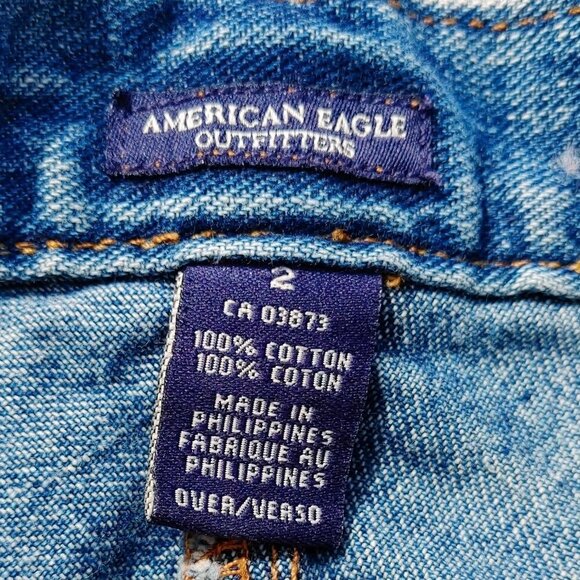 AMERICAN EAGLE
OUTFITTERS
2
CA 03873
100% COTTON
100% COTON
MADE IN
PHILIPPINES
FABRIQUE AU
PHILIPPINES
OVER/VERSO